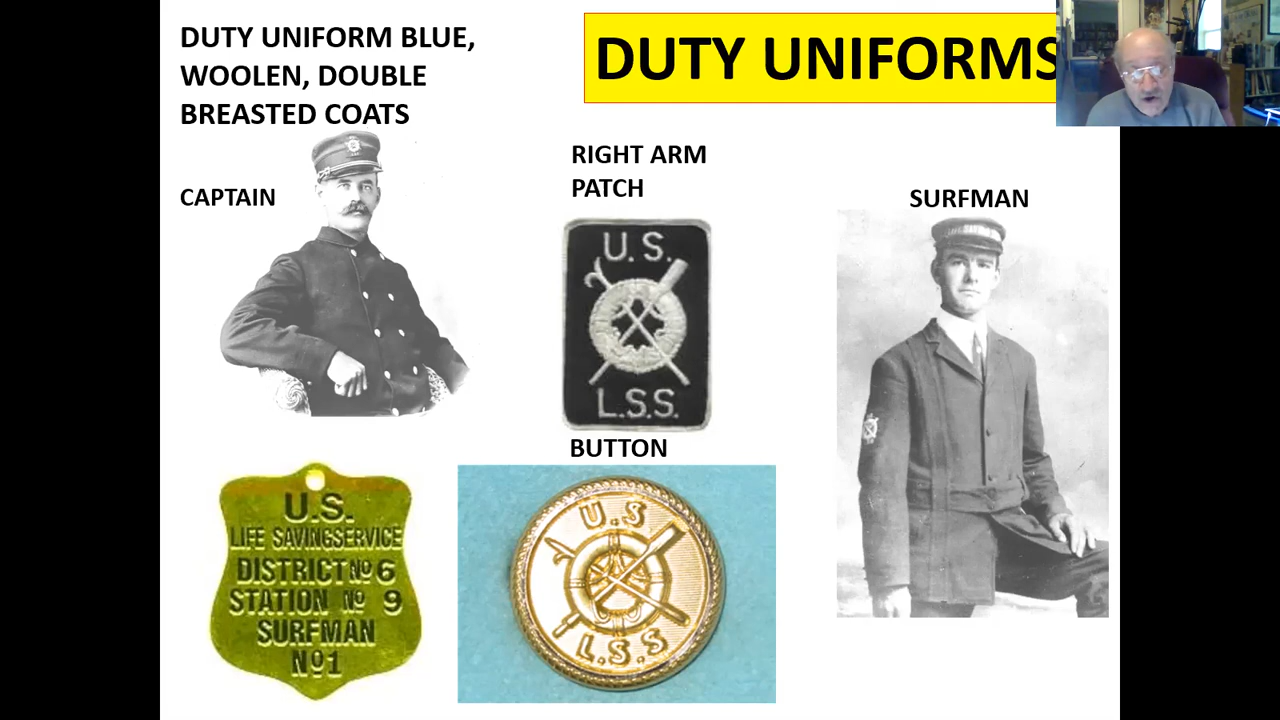 DUTY UNIFORM BLUE,
WOOLEN, DOUBLE
BREASTED COATS
DUTY UNIFORMS
CAPTAIN
RIGHT ARM
PATCH
SURFMAN
U.S.
L.S.S.
BUTTON
U.S.
LIFE SAVINGSERVICE
DISTRICT Nº 6
STATION Nº 9
SURFMAN
Nº1
U.S
L.S.S